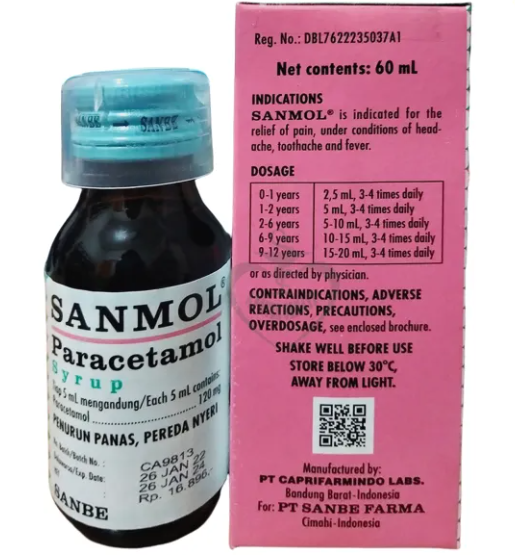 SANBE → SANBE
SANMOL®
Paracetamol
Syrup
Tiap 5 mL mengandung/Each 5 mL contains:
Paracetamol .......................... 120 mg
PENURUN PANAS, PEREDA NYERI
No. Batch/Batch No. :
Exp. Date:
CA9813
26 JAN 22
26 JAN 24
Rp. 16.896,-
SANBE
Reg. No.: DBL7622235037A1
Net contents: 60 mL
INDICATIONS
SANMOL® is indicated for the
relief of pain, under conditions of head-
ache, toothache and fever.
DOSAGE
0-1 years 2,5 mL, 3-4 times daily
1-2 years 5 mL, 3-4 times daily
2-6 years 5-10 mL, 3-4 times daily
6-9 years 10-15 mL, 3-4 times daily
9-12 years 15-20 mL, 3-4 times daily
or as directed by physician.
CONTRAINDICATIONS, ADVERSE
REACTIONS, PRECAUTIONS,
OVERDOSAGE, see enclosed brochure.
SHAKE WELL BEFORE USE
STORE BELOW 30°C,
AWAY FROM LIGHT.
Manufactured by:
PT CAPRIFARMINDO LABS.
Bandung Barat-Indonesia
For: PT SANBE FARMA
Cimahi-Indonesia